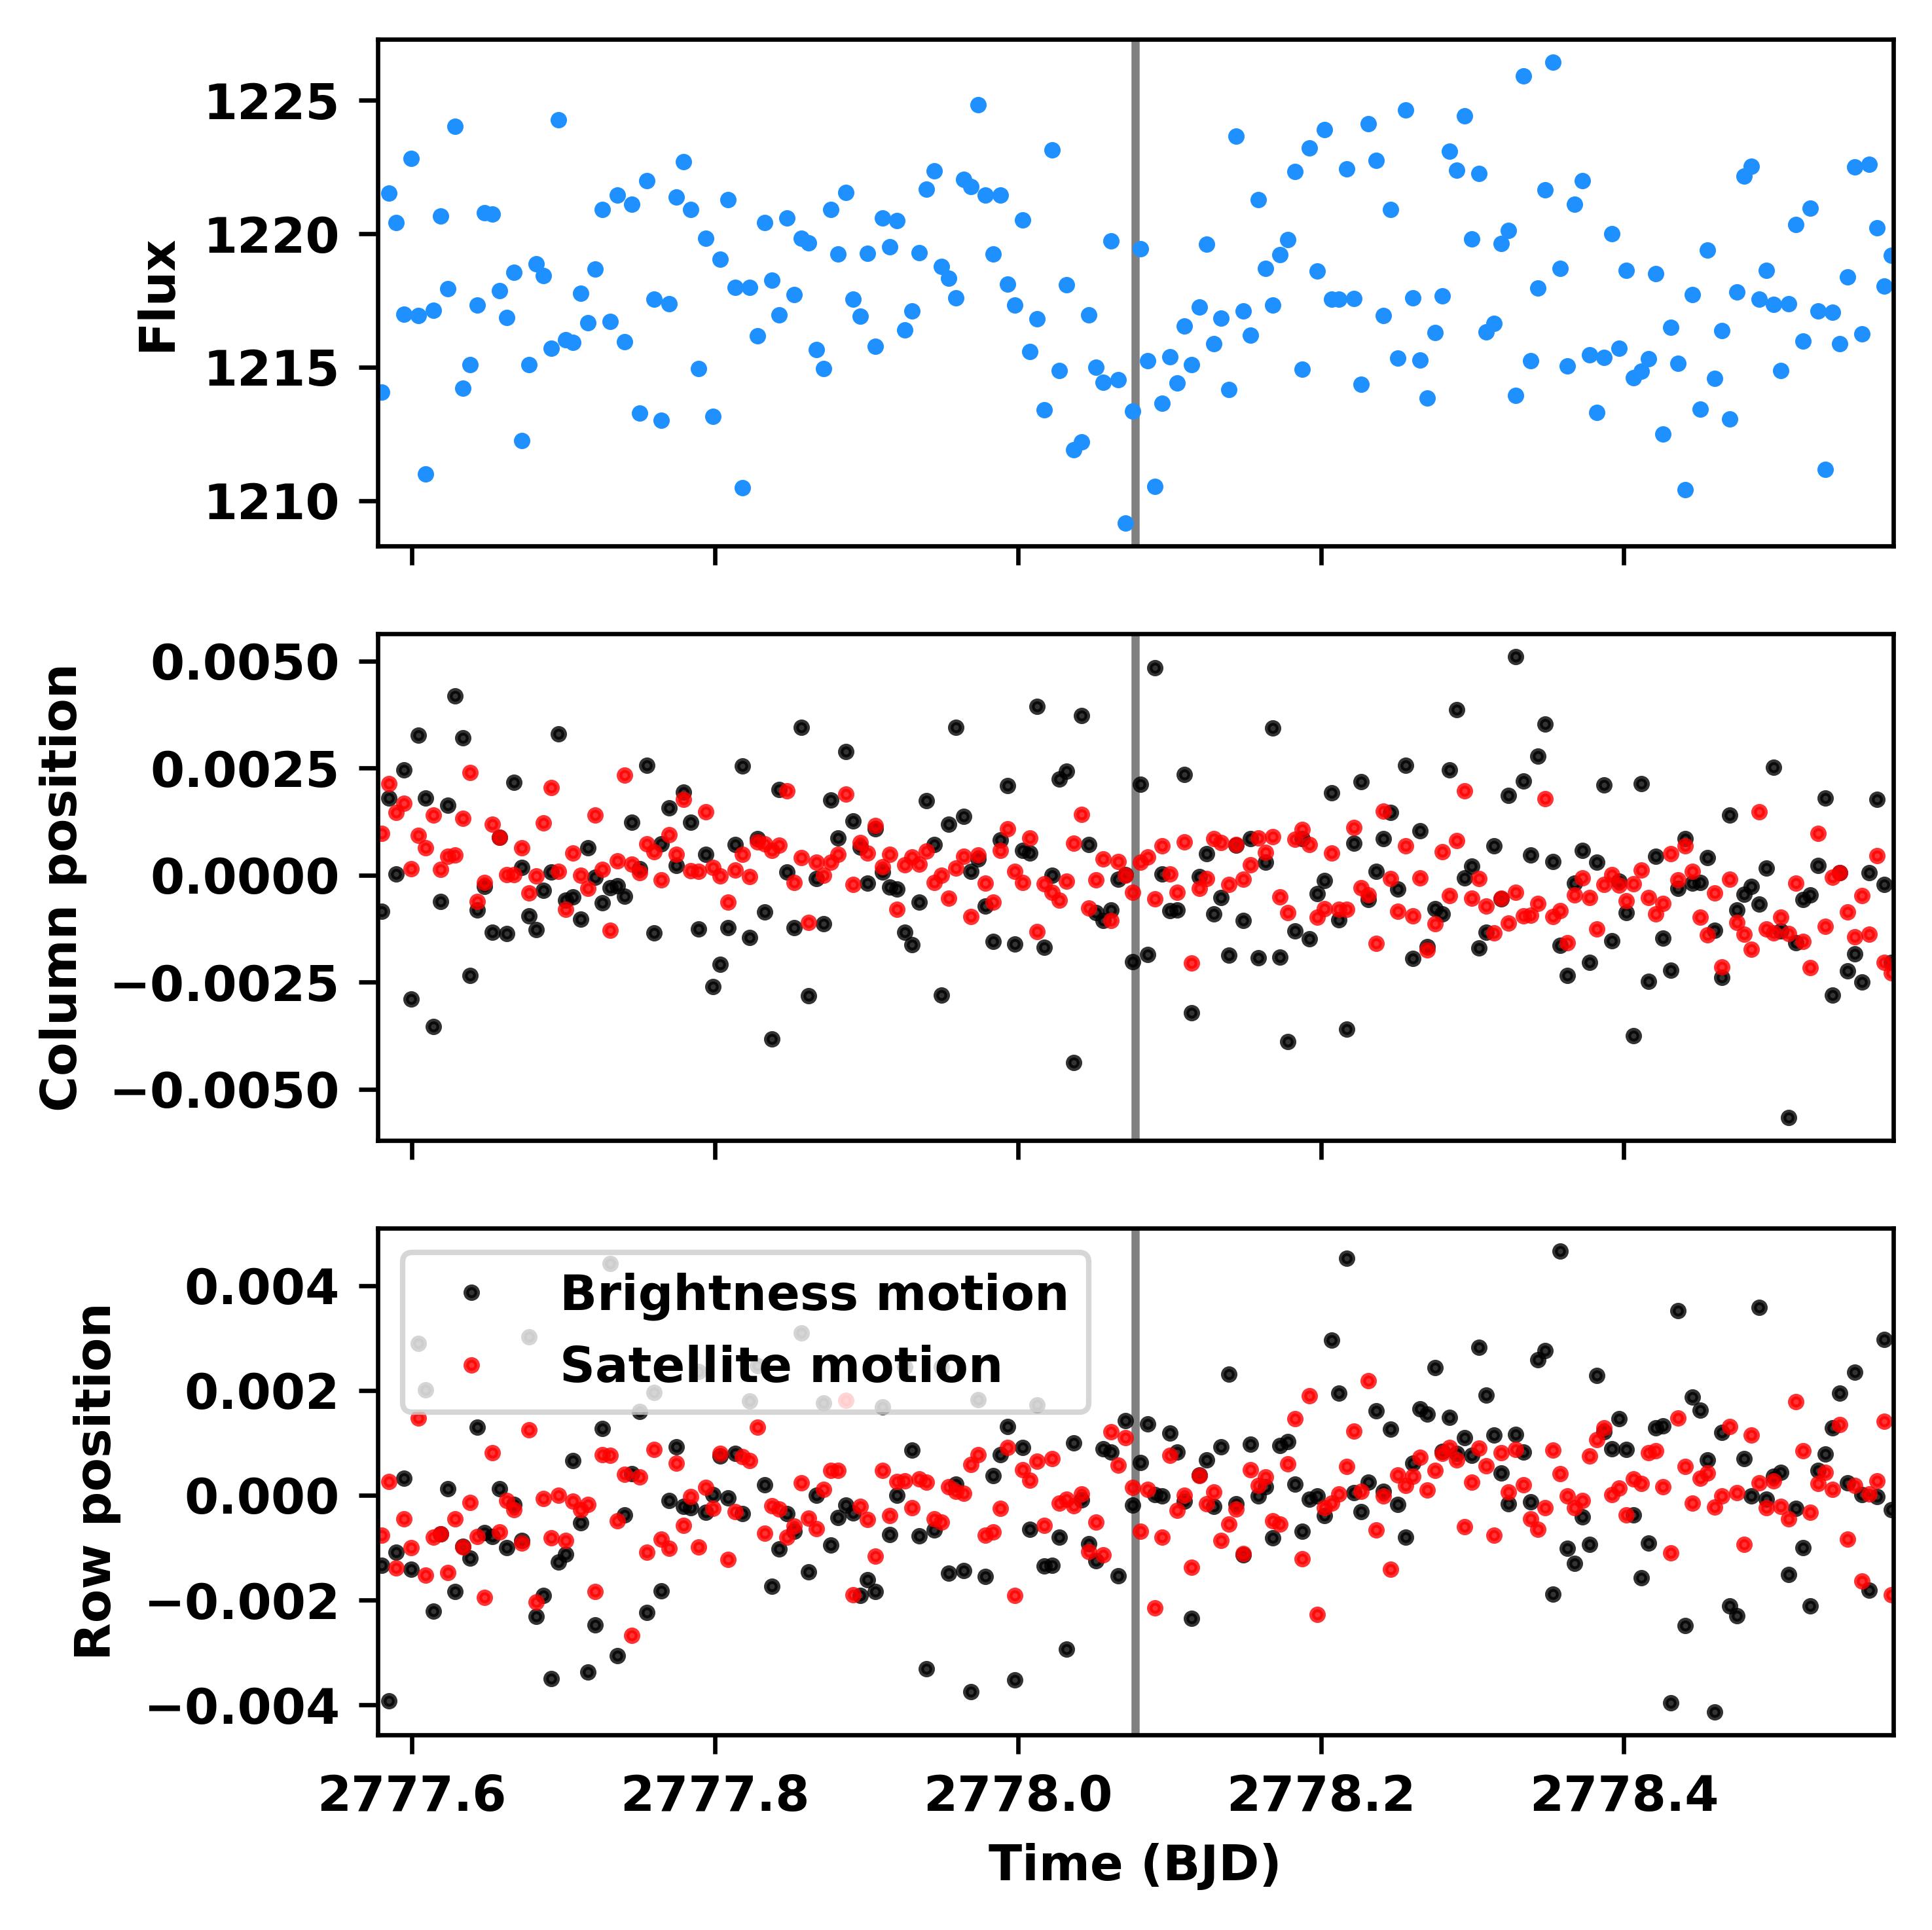 Flux
1225
1220
1215
1210
Column position
0.0050
0.0025
0.0000
−0.0025
−0.0050
Row position
0.004
0.002
0.000
−0.002
−0.004
Brightness motion
Satellite motion
2777.6 2777.8 2778.0 2778.2 2778.4
Time (BJD)